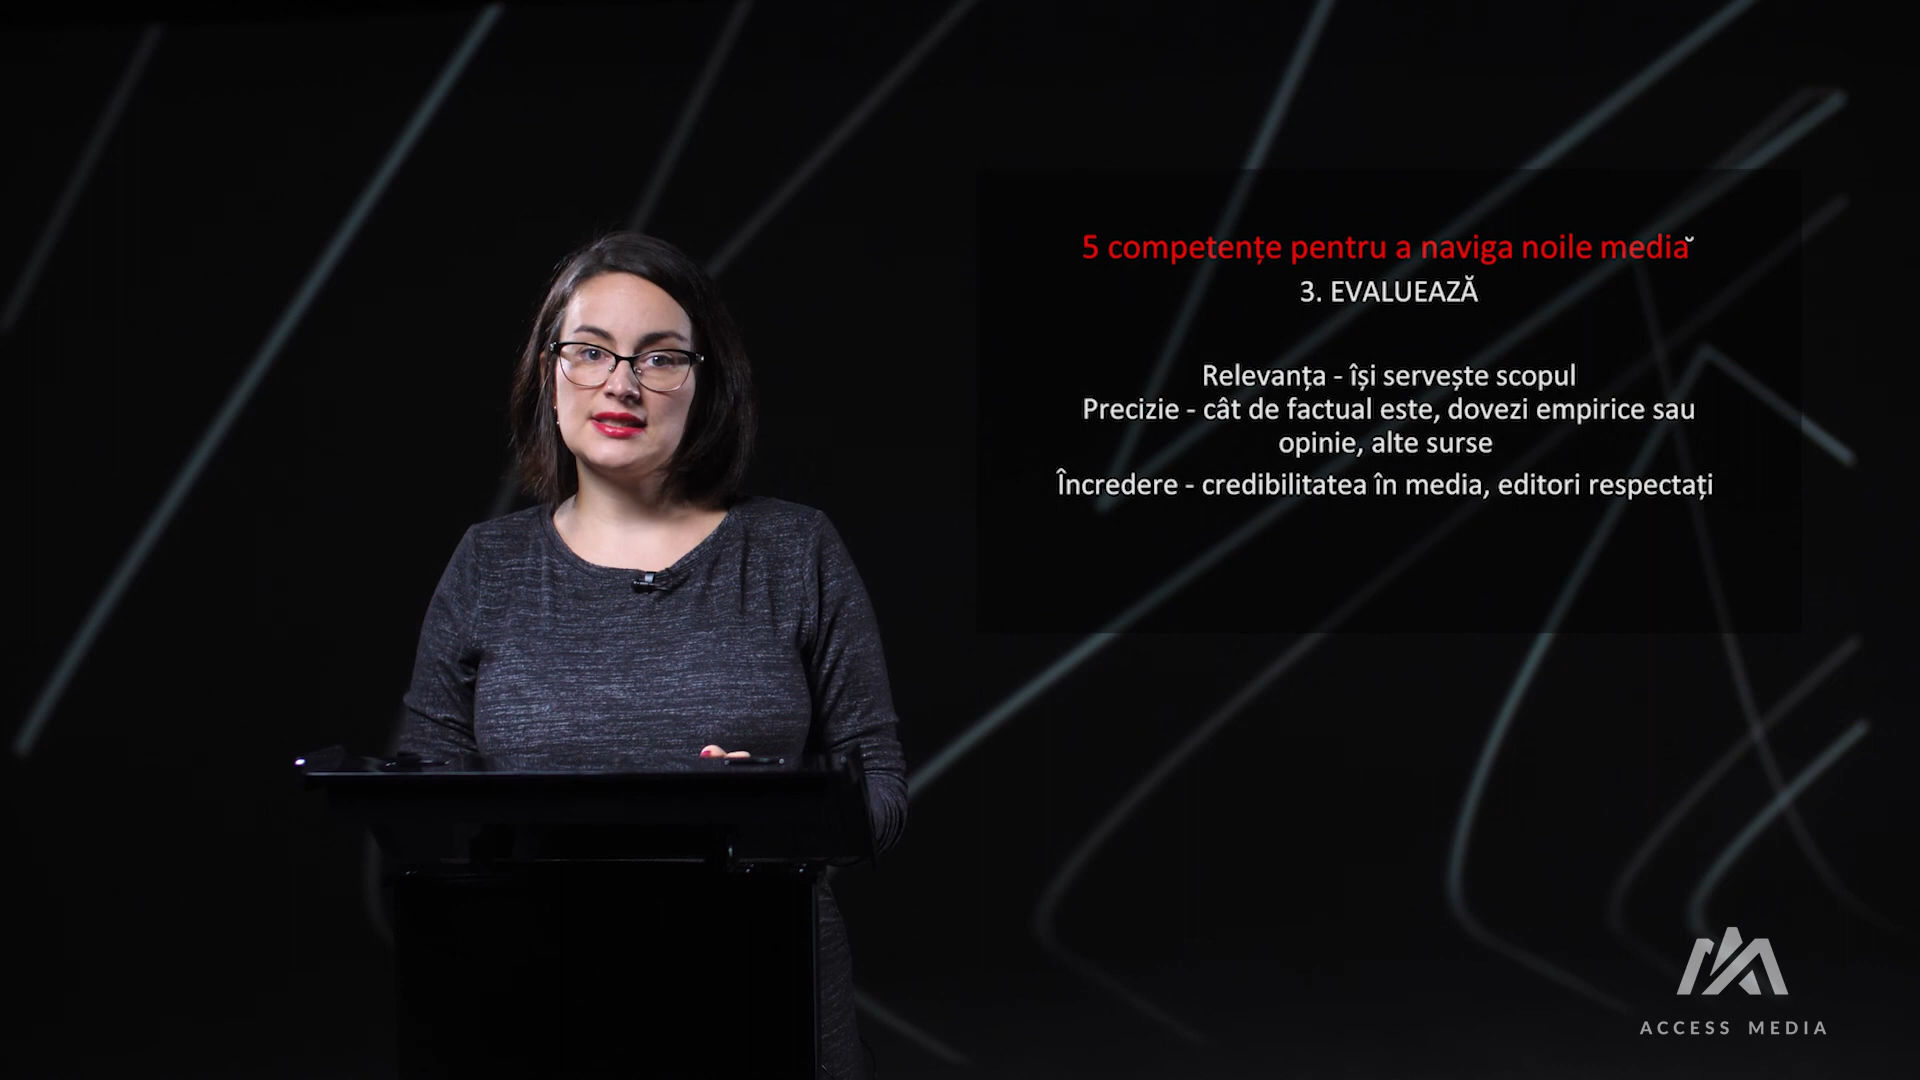 5 competențe pentru a naviga noile media˘
3. EVALUEAZĂ
Relevanța - își servește scopul
Precizie - cât de factual este, dovezi empirice sau
opinie, alte surse
Încredere - credibilitatea în media, editori respectați
ACCESS MEDIA